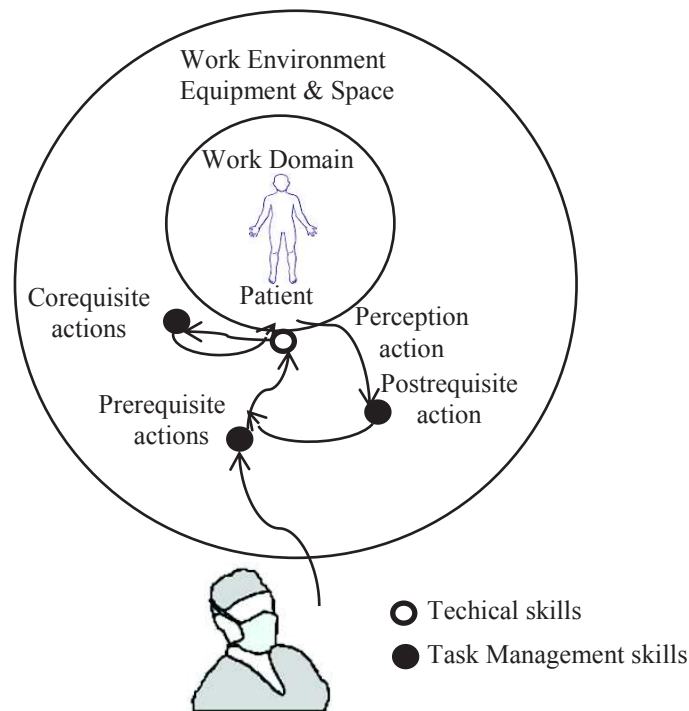 Work Environment
Equipment & Space
Work Domain
Patient
Corequisite
actions
Perception
action
Postrequisite
action
Prerequisite
actions
Techical skills
Task Management skills